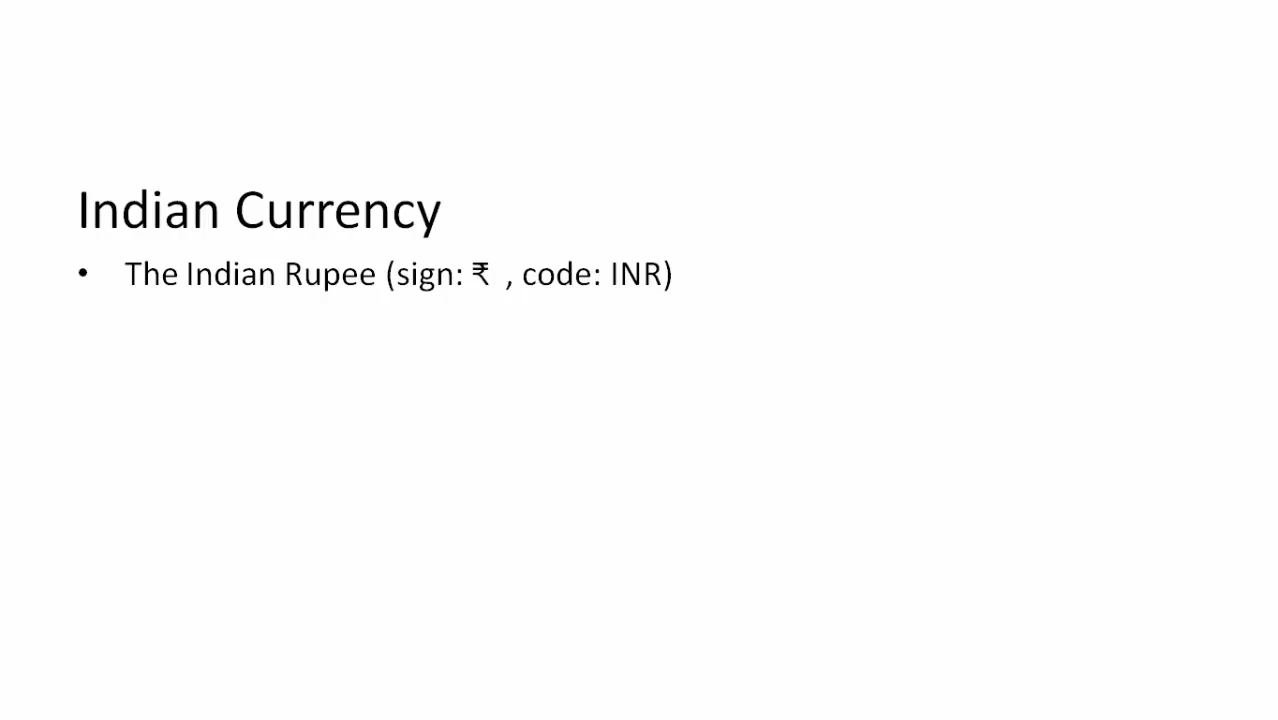 Indian Currency
• The Indian Rupee (sign: ₹ , code: INR)